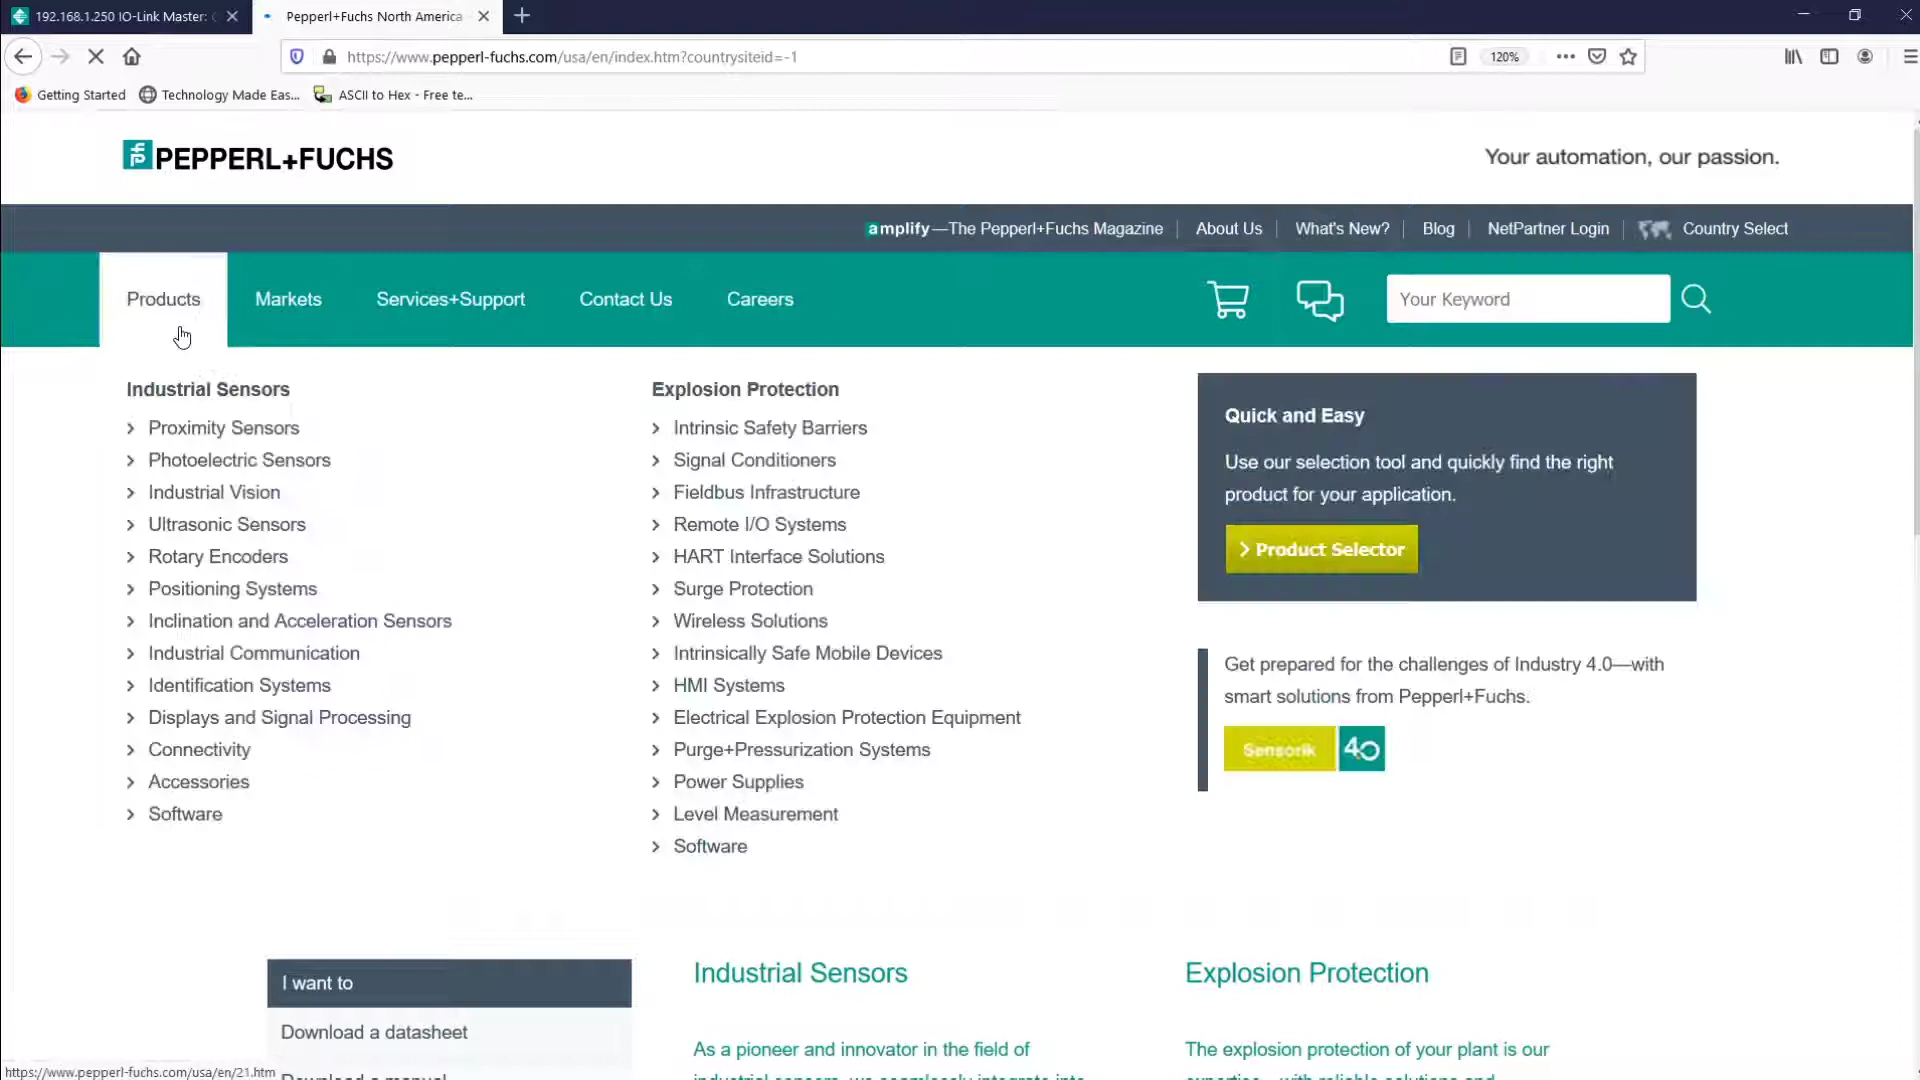 192.168.1.250 IO-Link Master:
Pepperl+Fuchs North America
https://www.pepperl-fuchs.com/usa/en/index.htm?countrysiteid=-1
120%
Getting Started
Technology Made Eas...
ASCII to Hex - Free te...
PEPPERL+FUCHS
Your automation, our passion.
amplify—The Pepperl+Fuchs Magazine
About Us
What's New?
Blog
NetPartner Login
Country Select
Products
Markets
Services+Support
Contact Us
Careers
Your Keyword
Industrial Sensors
Proximity Sensors
Photoelectric Sensors
Industrial Vision
Ultrasonic Sensors
Rotary Encoders
Positioning Systems
Inclination and Acceleration Sensors
Industrial Communication
Identification Systems
Displays and Signal Processing
Connectivity
Accessories
Software
Explosion Protection
Intrinsic Safety Barriers
Signal Conditioners
Fieldbus Infrastructure
Remote I/O Systems
HART Interface Solutions
Surge Protection
Wireless Solutions
Intrinsically Safe Mobile Devices
HMI Systems
Electrical Explosion Protection Equipment
Purge+Pressurization Systems
Power Supplies
Level Measurement
Software
Quick and Easy
Use our selection tool and quickly find the right
product for your application.
Product Selector
Get prepared for the challenges of Industry 4.0—with
smart solutions from Pepperl+Fuchs.
Sensorik 4.0
I want to
Download a datasheet
Download a manual
Industrial Sensors
As a pioneer and innovator in the field of
industrial sensors, we seamlessly integrate into
Explosion Protection
The explosion protection of your plant is our
expertise—with reliable solutions and
https://www.pepperl-fuchs.com/usa/en/21.htm